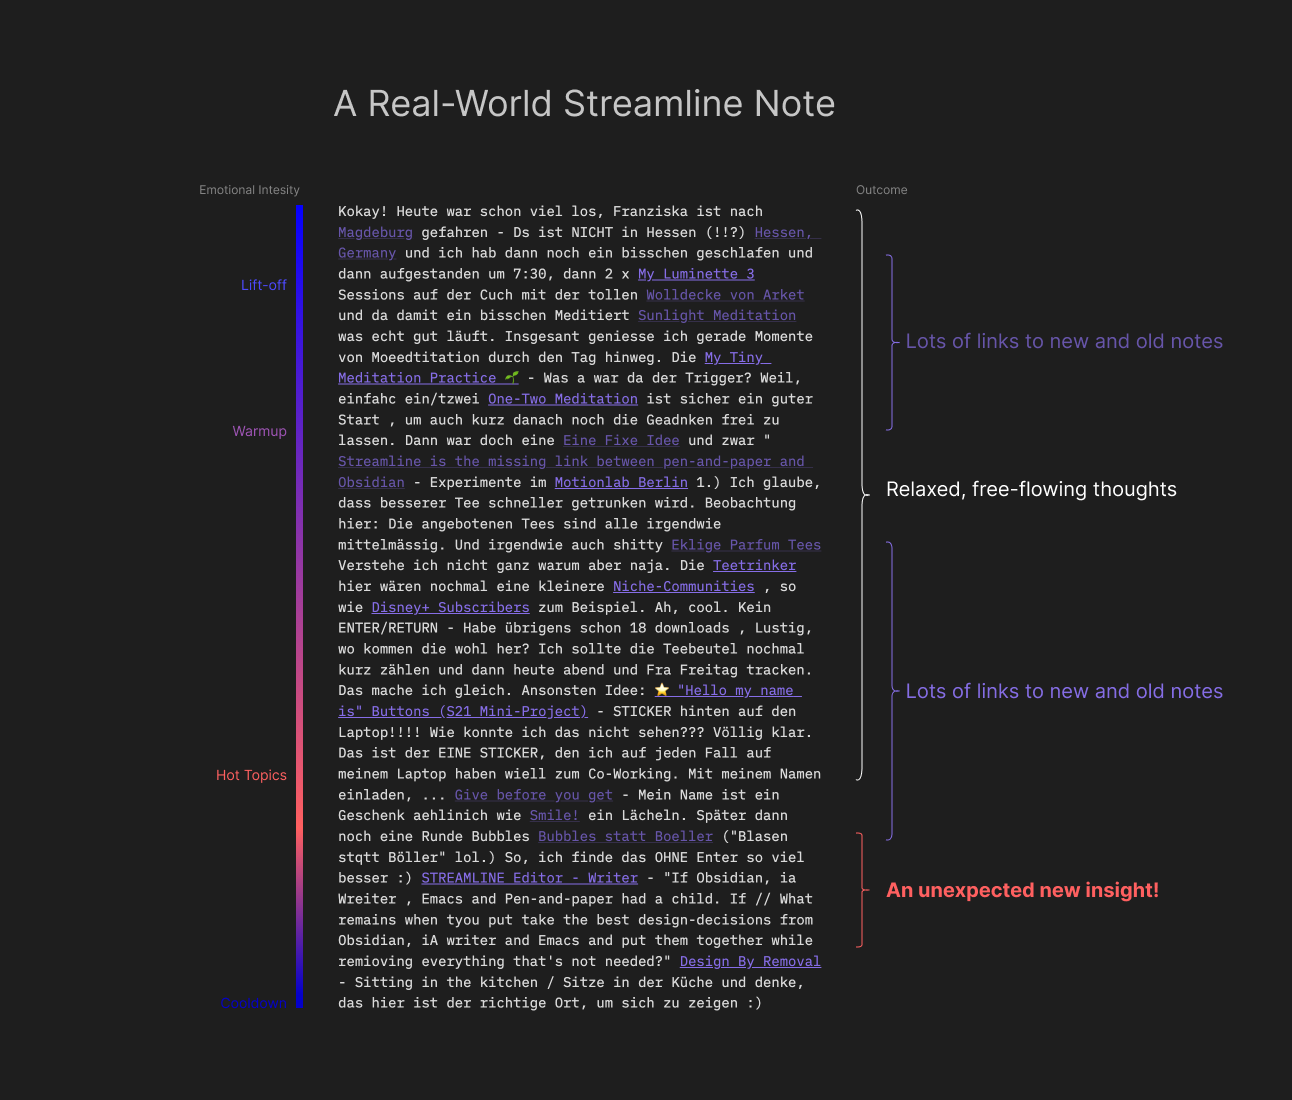 A Real-World Streamline Note
Emotional Intesity
Outcome
Kokay! Heute war schon viel los, Franziska ist nach
Magdeburg gefahren - Ds ist NICHT in Hessen (!!?) Hessen,
Germany und ich hab dann noch ein bisschen geschlafen und
dann aufgestanden um 7:30, dann 2 x My Luminette 3
Lift-off
Sessions auf der Cuch mit der tollen Wolldecke von Arket
und da damit ein bisschen Meditiert Sunlight Meditation
was echt gut läuft. Insgesant geniesse ich gerade Momente
Lots of links to new and old notes
von Moeedtitation durch den Tag hinweg. Die My Tiny
Meditation Practice 🌱 - Was a war da der Trigger? Weil,
einfahc ein/tzwei One-Two Meditation ist sicher ein guter
Start , um auch kurz danach noch die Geadnken frei zu
Warmup
lassen. Dann war doch eine Eine Fixe Idee und zwar "
Streamline is the missing link between pen-and-paper and
Obsidian - Experimente im Motionlab Berlin 1.) Ich glaube,
Relaxed, free-flowing thoughts
dass besserer Tee schneller getrunken wird. Beobachtung
hier: Die angebotenen Tees sind alle irgendwie
mittelmässig. Und irgendwie auch shitty Eklige Parfum Tees
Verstehe ich nicht ganz warum aber naja. Die Teetrinker
hier wären nochmal eine kleinere Niche-Communities , so
wie Disney+ Subscribers zum Beispiel. Ah, cool. Kein
ENTER/RETURN - Habe übrigens schon 18 downloads , Lustig,
wo kommen die wohl her? Ich sollte die Teebeutel nochmal
kurz zählen und dann heute abend und Fra Freitag tracken.
Das mache ich gleich. Ansonsten Idee: ⭐ "Hello my name
Lots of links to new and old notes
is" Buttons (S21 Mini-Project) - STICKER hinten auf den
Laptop!!!! Wie konnte ich das nicht sehen??? Völlig klar.
Das ist der EINE STICKER, den ich auf jeden Fall auf
meinem Laptop haben wiell zum Co-Working. Mit meinem Namen
Hot Topics
einladen, ... Give before you get - Mein Name ist ein
Geschenk aehlinich wie Smile! ein Lächeln. Später dann
noch eine Runde Bubbles Bubbles statt Boeller ("Blasen
stqtt Böller" lol.) So, ich finde das OHNE Enter so viel
besser :) STREAMLINE Editor - Writer - "If Obsidian, ia
An unexpected new insight!
Wreiter , Emacs and Pen-and-paper had a child. If // What
remains when tyou put take the best design-decisions from
Obsidian, iA writer and Emacs and put them together while
remioving everything that's not needed?" Design By Removal
- Sitting in the kitchen / Sitze in der Küche und denke,
das hier ist der richtige Ort, um sich zu zeigen :)
Cooldown